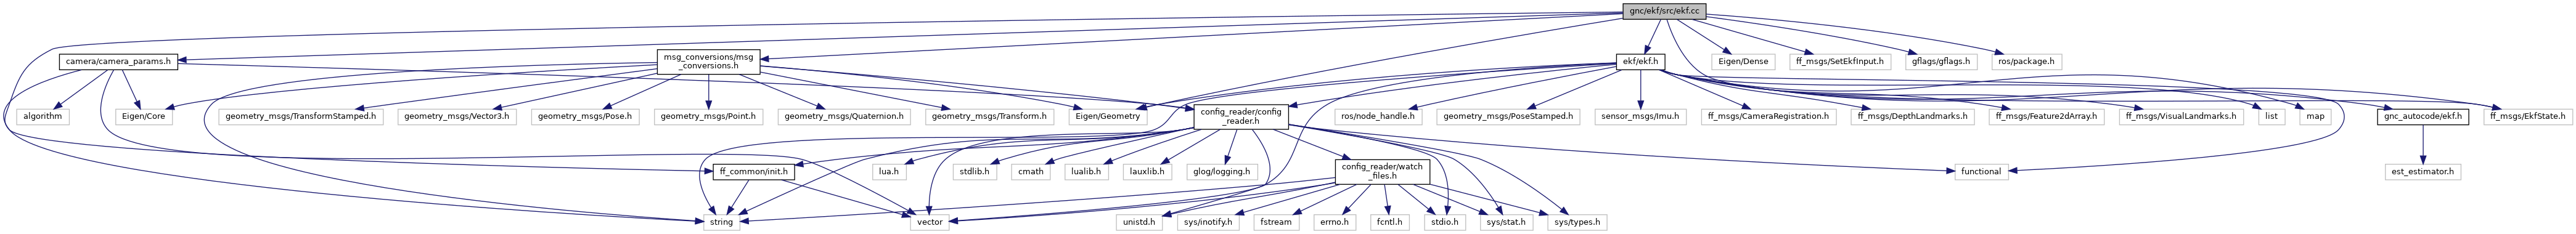 gnc/ekf/src/ekf.cc
camera/camera_params.h
msg_conversions/msg
_conversions.h
ekf/ekf.h
Eigen/Dense
ff_msgs/SetEkfInput.h
gflags/gflags.h
ros/package.h
algorithm
Eigen/Core
geometry_msgs/TransformStamped.h
geometry_msgs/Vector3.h
geometry_msgs/Pose.h
geometry_msgs/Point.h
geometry_msgs/Quaternion.h
geometry_msgs/Transform.h
Eigen/Geometry
config_reader/config
_reader.h
ros/node_handle.h
geometry_msgs/PoseStamped.h
sensor_msgs/Imu.h
ff_msgs/CameraRegistration.h
ff_msgs/DepthLandmarks.h
ff_msgs/Feature2dArray.h
ff_msgs/VisualLandmarks.h
list
map
gnc_autocode/ekf.h
ff_msgs/EkfState.h
ff_common/init.h
lua.h
stdlib.h
cmath
lualib.h
lauxlib.h
glog/logging.h
config_reader/watch
_files.h
functional
est_estimator.h
string
vector
unistd.h
sys/inotify.h
fstream
errno.h
fcntl.h
stdio.h
sys/stat.h
sys/types.h